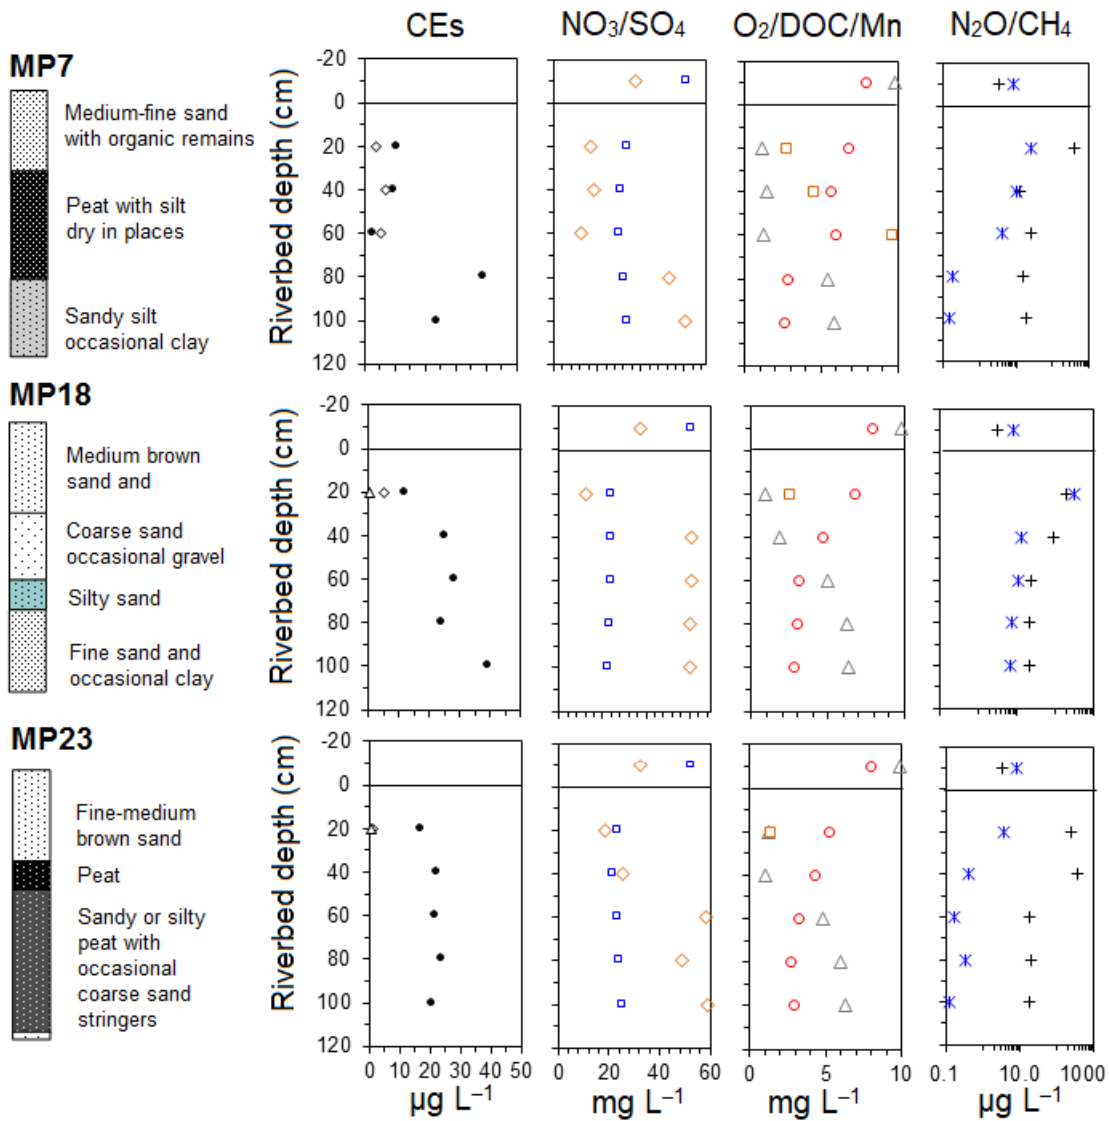 CEs
NO₃/SO₄
O₂/DOC/Mn
N₂O/CH₄
MP7
Medium-fine sand
with organic remains
Peat with silt
dry in places
Sandy silt
occasional clay
Riverbed depth (cm)
-20
0
20
40
60
80
100
120
MP18
Medium brown
sand and
Coarse sand
occasional gravel
Silty sand
Fine sand and
occasional clay
Riverbed depth (cm)
-20
0
20
40
60
80
100
120
MP23
Fine-medium
brown sand
Peat
Sandy or silty
peat with
occasional
coarse sand
stringers
Riverbed depth (cm)
-20
0
20
40
60
80
100
120
0 10 20 30 40 50
µg L⁻¹
0 20 40 60
mg L⁻¹
0 5 10
mg L⁻¹
0.1 10.0 1000
µg L⁻¹